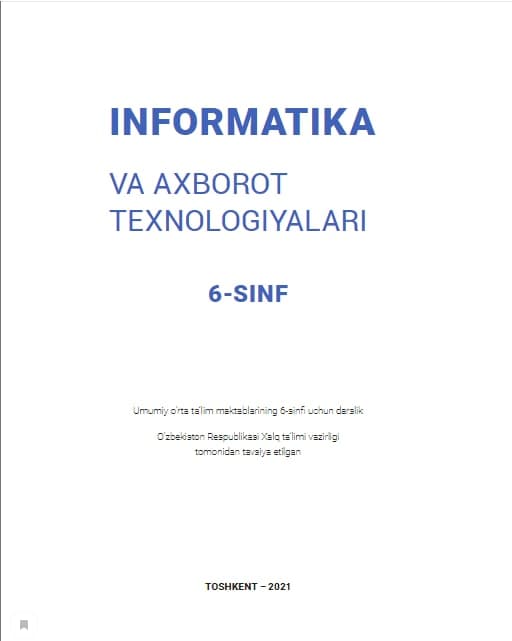 INFORMATIKA
VA AXBOROT
TEXNOLOGIYALARI
6-SINF
Umumiy o‘rta ta’lim maktablarining 6-sinfi uchun darslik
O‘zbekiston Respublikasi Xalq ta’limi vazirligi
tomonidan tavsiya etilgan
TOSHKENT – 2021